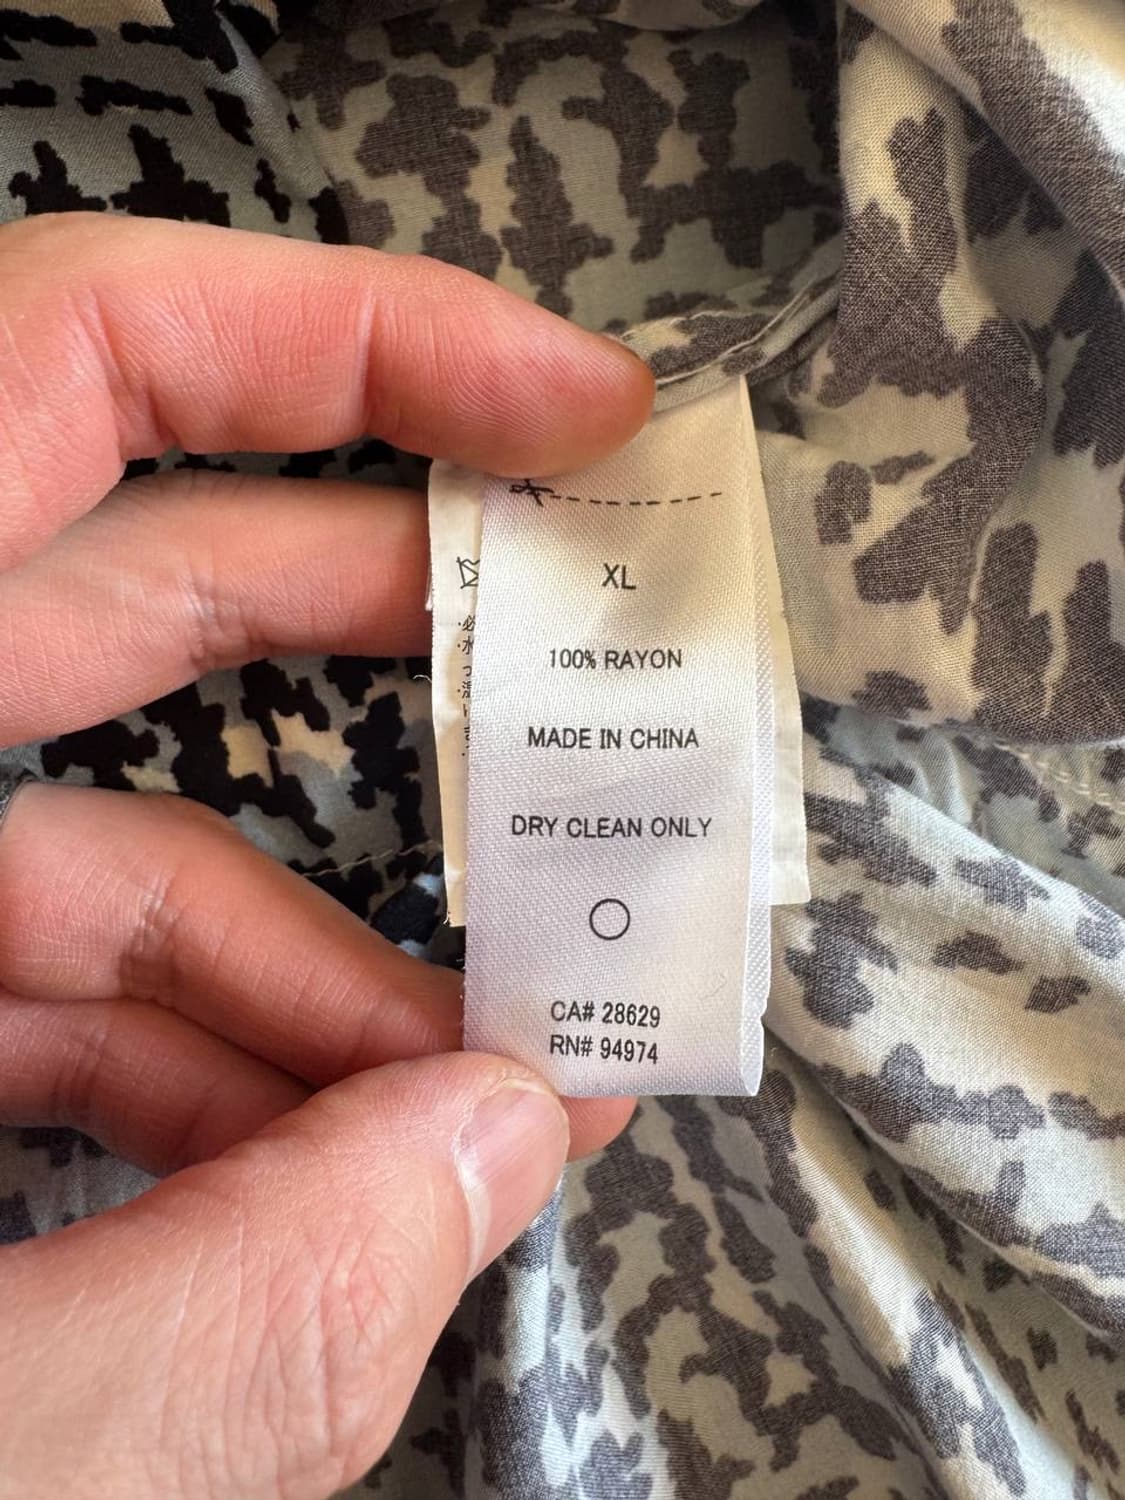 XL
100% RAYON
MADE IN CHINA
DRY CLEAN ONLY
CA# 28629
RN# 94974